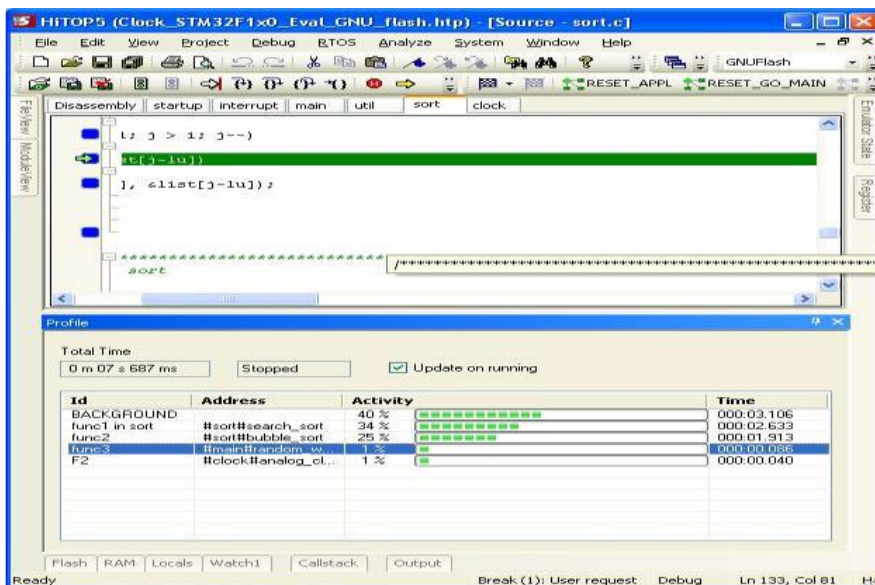 HiTOP5 (Clock_STM32F1x0_Eval_GNU_flash.htp) - [Source - sort.c]
File Edit View Project Debug RTOS Analyze System Window Help
GNUFlash
RESET_APPL RESET_GO_MAIN
FileView ModuleView
Disassembly startup interrupt main util sort clock
Emulator State Register
1; j > i; j--)
st[j-1u])
], &list[j-1u]);
***************************
/*****************************************************************
sort
Profile
Total Time
0 m 07 s 687 ms Stopped Update on running
Id Address Activity Time
BACKGROUND 40 % 000:03.106
func1 in sort #sort#search_sort 34 % 000:02.633
func2 #sort#bubble_sort 25 % 000:01.913
func3 #main#random_w... 1 % 000:00.086
F2 #clock#analog_cl... 1 % 000:00.040
Flash RAM Locals Watch1 Callstack Output
Ready Break (1): User request Debug Ln 133, Col 81